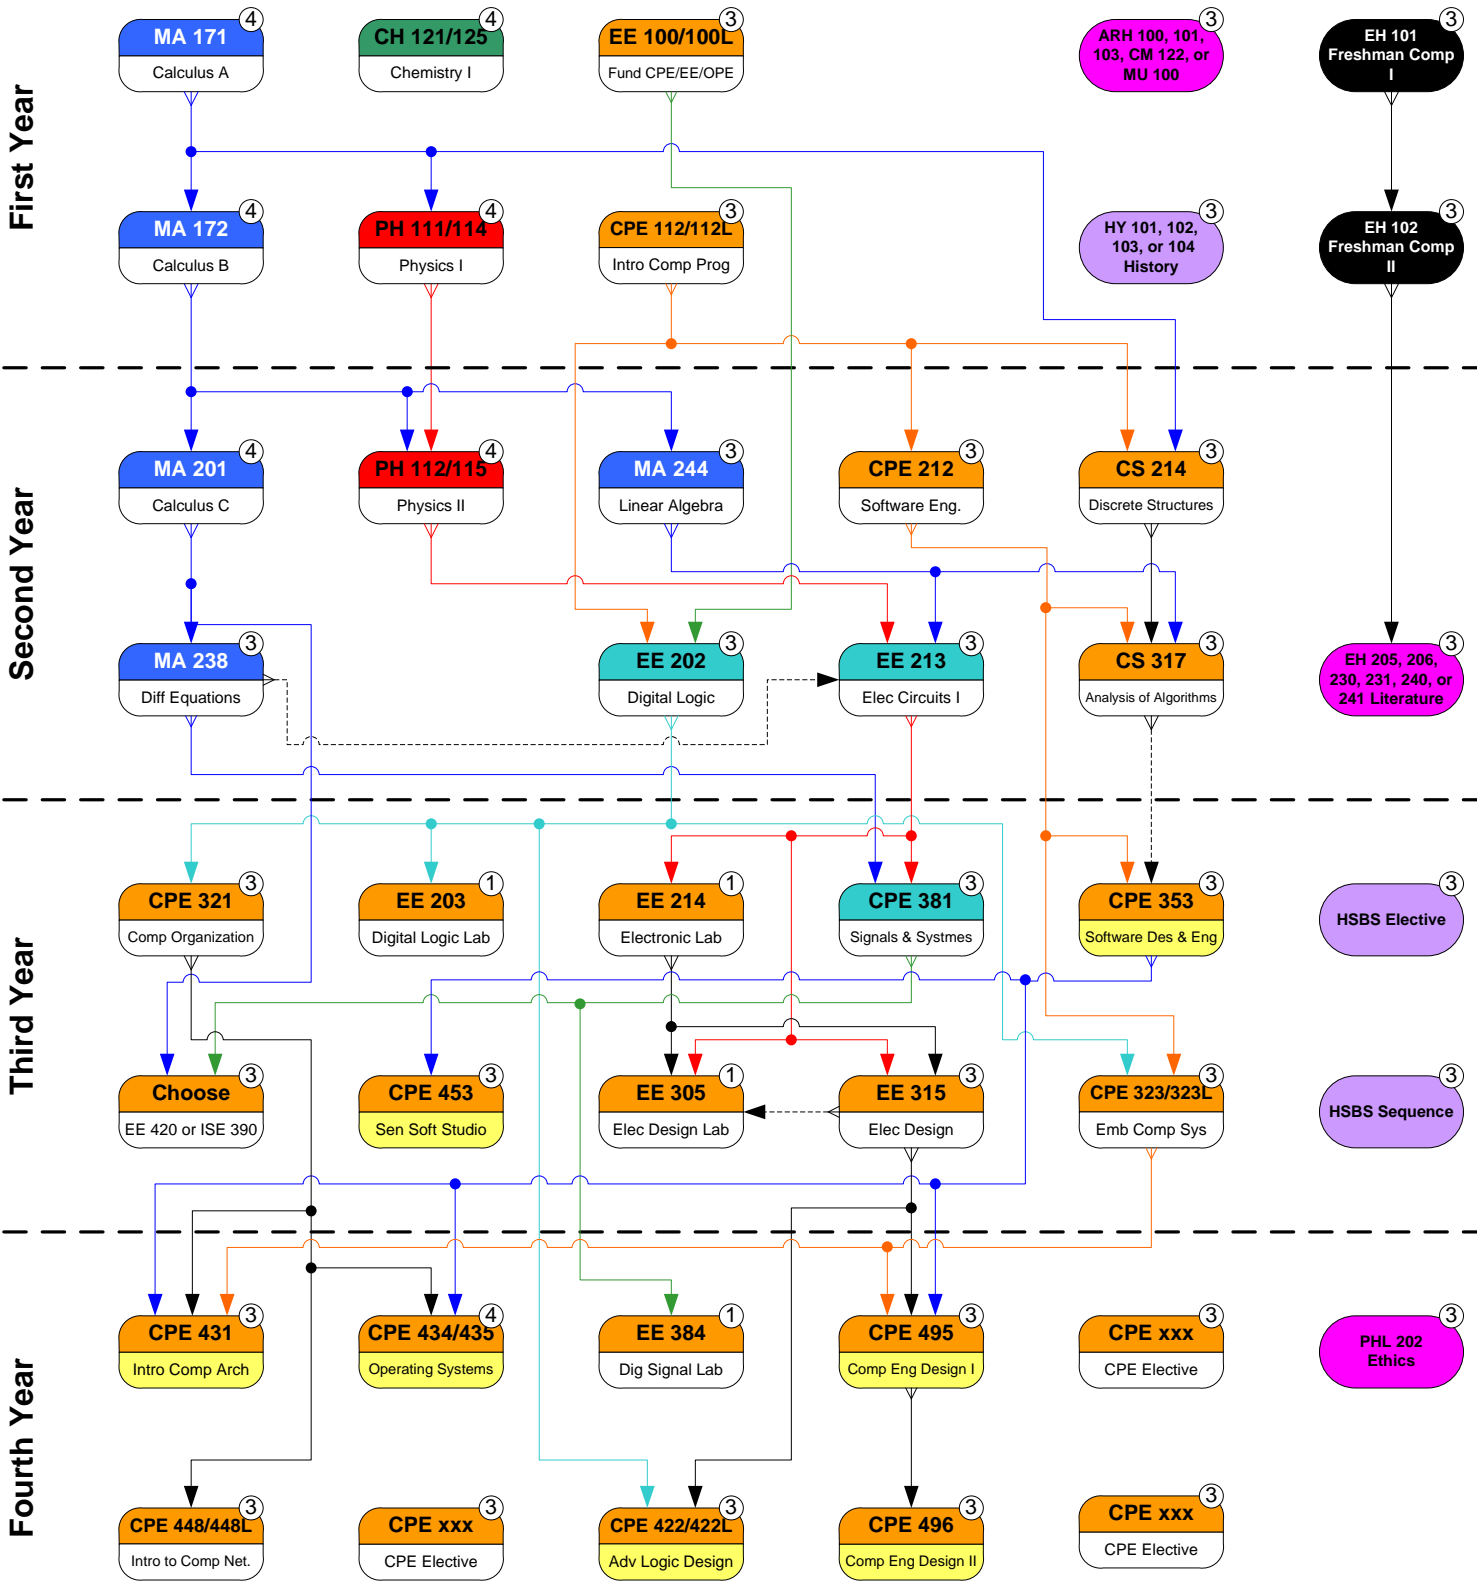 First Year
MA 171
4
Calculus A
CH 121/125
4
Chemistry I
EE 100/100L
3
Fund CPE/EE/OPE
ARH 100, 101,
103, CM 122, or
MU 100
3
EH 101
Freshman Comp
I
3
MA 172
4
Calculus B
PH 111/114
4
Physics I
CPE 112/112L
3
Intro Comp Prog
HY 101, 102,
103, or 104
History
3
EH 102
Freshman Comp
II
3
Second Year
MA 201
4
Calculus C
PH 112/115
4
Physics II
MA 244
3
Linear Algebra
CPE 212
3
Software Eng.
CS 214
3
Discrete Structures
MA 238
3
Diff Equations
EE 202
3
Digital Logic
EE 213
3
Elec Circuits I
CS 317
3
Analysis of Algorithms
EH 205, 206,
230, 231, 240, or
241 Literature
3
Third Year
CPE 321
3
Comp Organization
EE 203
1
Digital Logic Lab
EE 214
1
Electronic Lab
CPE 381
3
Signals & Systmes
CPE 353
3
Software Des & Eng
HSBS Elective
3
Choose
3
EE 420 or ISE 390
CPE 453
3
Sen Soft Studio
EE 305
1
Elec Design Lab
EE 315
3
Elec Design
CPE 323/323L
3
Emb Comp Sys
HSBS Sequence
3
Fourth Year
CPE 431
3
Intro Comp Arch
CPE 434/435
4
Operating Systems
EE 384
1
Dig Signal Lab
CPE 495
3
Comp Eng Design I
CPE xxx
3
CPE Elective
PHL 202
Ethics
3
CPE 448/448L
3
Intro to Comp Net.
CPE xxx
3
CPE Elective
CPE 422/422L
3
Adv Logic Design
CPE 496
3
Comp Eng Design II
CPE xxx
3
CPE Elective